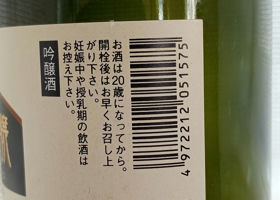 お酒は20歳になってから。
開栓後はお早くお召し上
がり下さい。
妊娠中や授乳期の飲酒は
お控え下さい。
吟醸酒
4972212051575